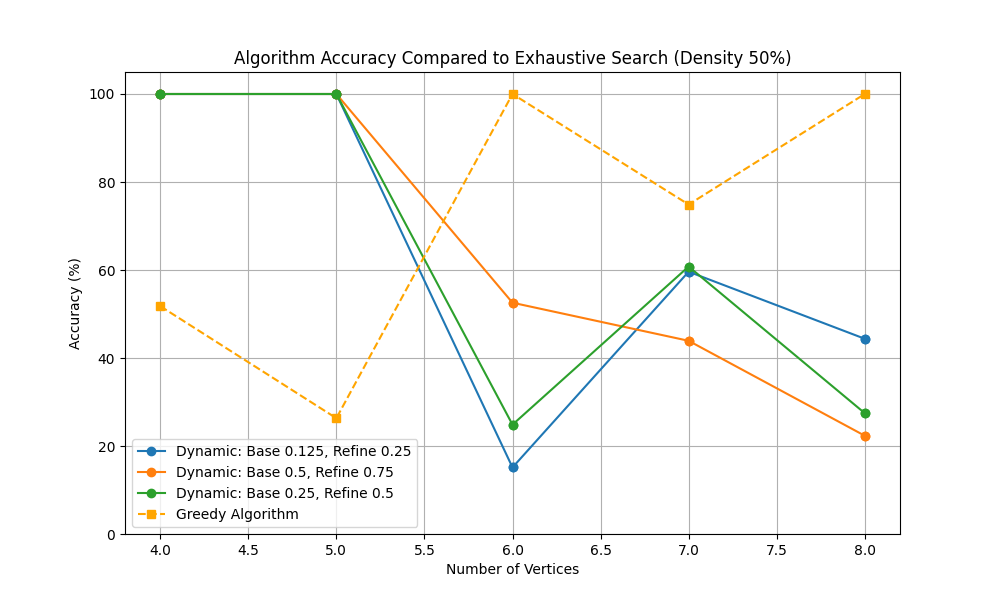 Algorithm Accuracy Compared to Exhaustive Search (Density 50%)
Accuracy (%)
100
80
60
40
20
0
Dynamic: Base 0.125, Refine 0.25
Dynamic: Base 0.5, Refine 0.75
Dynamic: Base 0.25, Refine 0.5
Greedy Algorithm
4.0 4.5 5.0 5.5 6.0 6.5 7.0 7.5 8.0
Number of Vertices